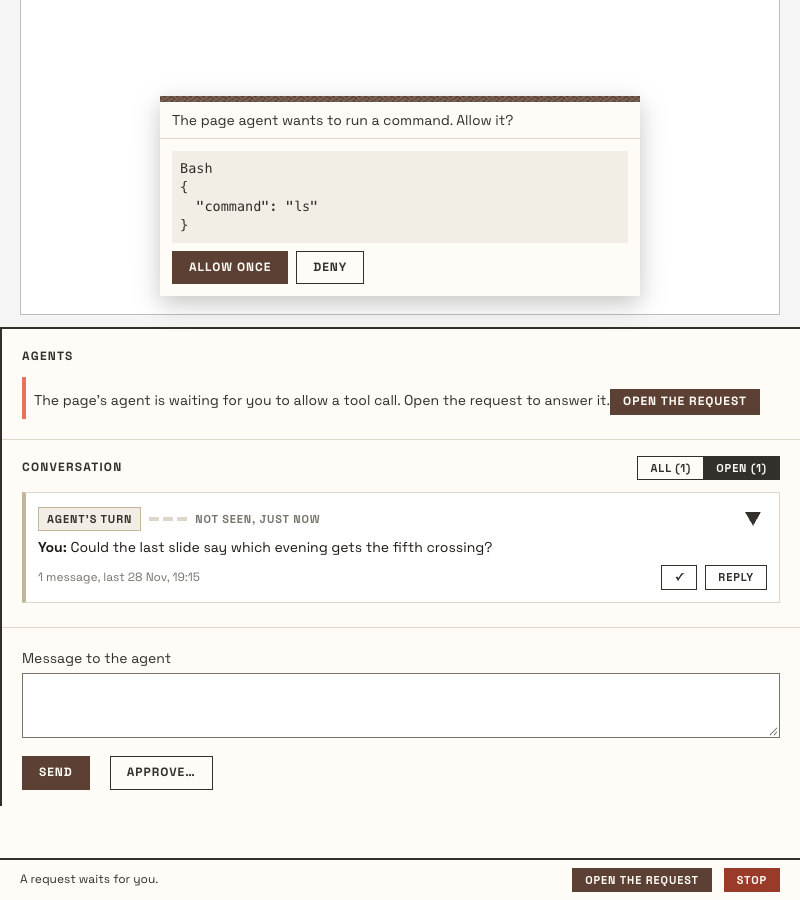 The page agent wants to run a command. Allow it?
Bash
{
"command": "ls"
}
ALLOW ONCE DENY
AGENTS
The page's agent is waiting for you to allow a tool call. Open the request to answer it. OPEN THE REQUEST
CONVERSATION ALL (1) OPEN (1)
AGENT'S TURN NOT SEEN, JUST NOW
You: Could the last slide say which evening gets the fifth crossing?
1 message, last 28 Nov, 19:15 ✓ REPLY
Message to the agent
SEND APPROVE…
A request waits for you. OPEN THE REQUEST STOP